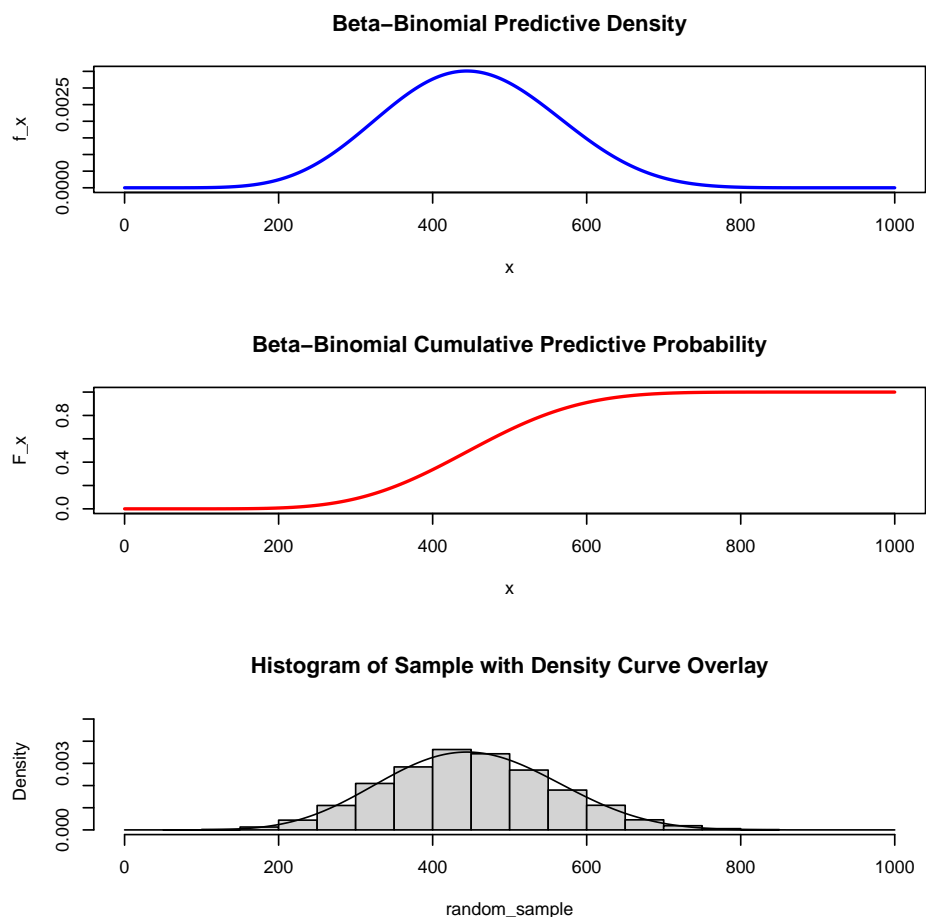 Beta−Binomial Predictive Density
f_x
0.0025
0.0000
0 200 400 600 800 1000
x
Beta−Binomial Cumulative Predictive Probability
F_x
0.8
0.4
0.0
0 200 400 600 800 1000
x
Histogram of Sample with Density Curve Overlay
Density
0.003
0.000
0 200 400 600 800 1000
random_sample